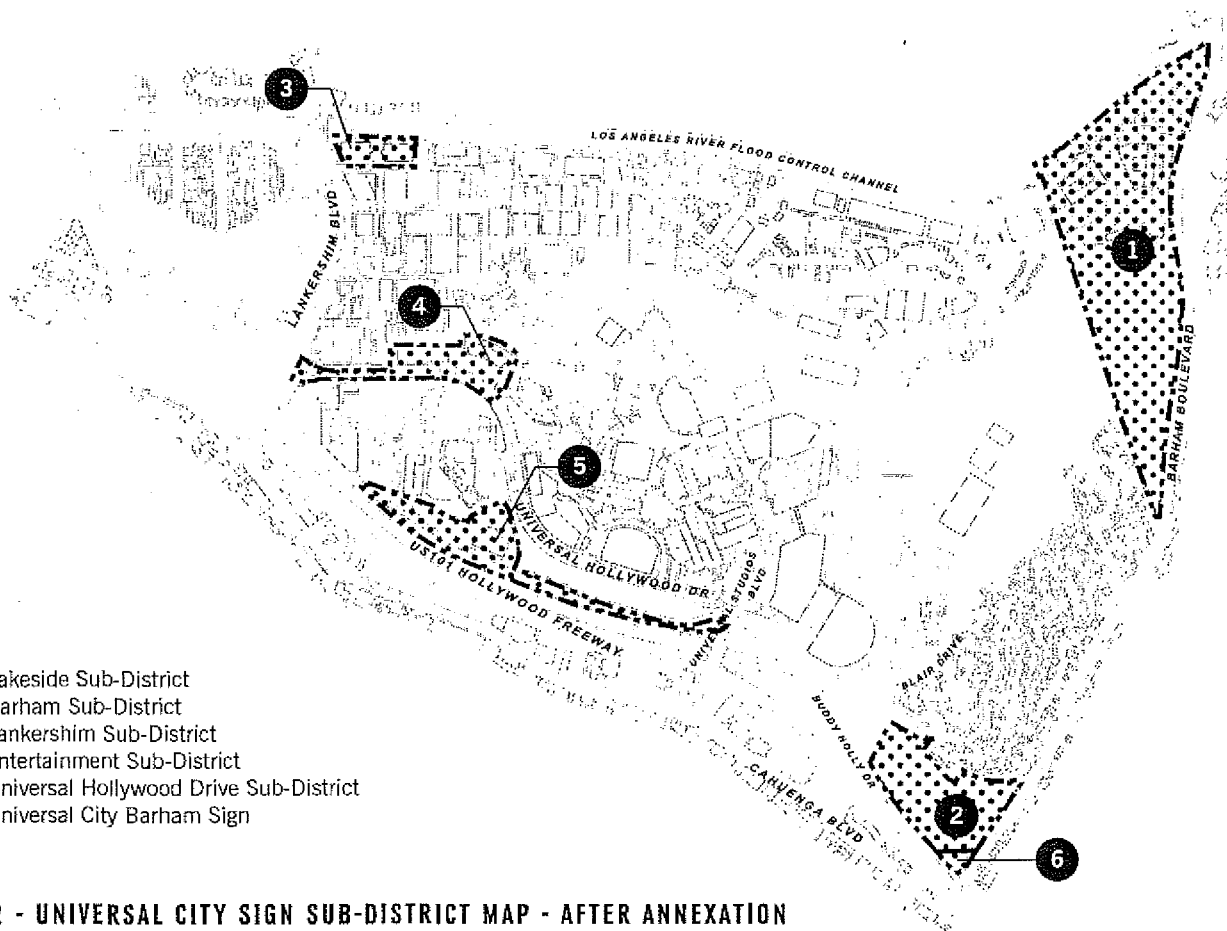 3
LOS ANGELES RIVER FLOOD CONTROL CHANNEL
1
LANKERSHIM BLVD
4
BARHAM BOULEVARD
5
UNIVERSAL HOLLYWOOD DR
US101 HOLLYWOOD FREEWAY
UNIVERSAL STUDIOS
BLVD
BLAIR DRIVE
BUDDY HOLLY DR
CAHUENGA BLVD
2
6
akeside Sub-District
arham Sub-District
ankershim Sub-District
ntertainment Sub-District
niversal Hollywood Drive Sub-District
niversal City Barham Sign
- UNIVERSAL CITY SIGN SUB-DISTRICT MAP - AFTER ANNEXATION